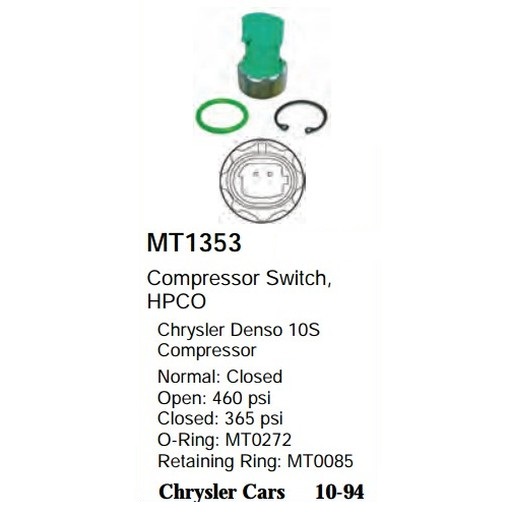 MT1353
Compressor Switch,
HPCO
Chrysler Denso 10S
Compressor
Normal: Closed
Open: 460 psi
Closed: 365 psi
O-Ring: MT0272
Retaining Ring: MT0085
Chrysler Cars 10-94